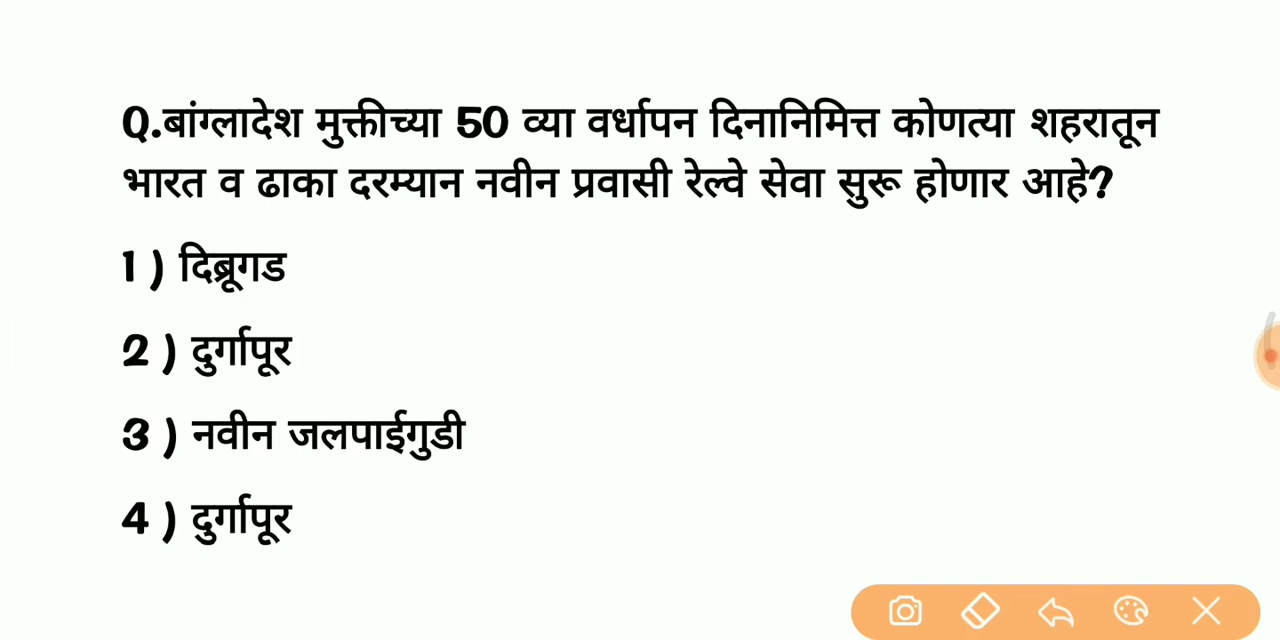 Q.बांग्लादेश मुक्तीच्या 50 व्या वर्धापन दिनानिमित्त कोणत्या शहरातून
भारत व ढाका दरम्यान नवीन प्रवासी रेल्वे सेवा सुरू होणार आहे?
1 ) दिब्रूगड
2 ) दुर्गापूर
3 ) नवीन जलपाईगुडी
4 ) दुर्गापूर